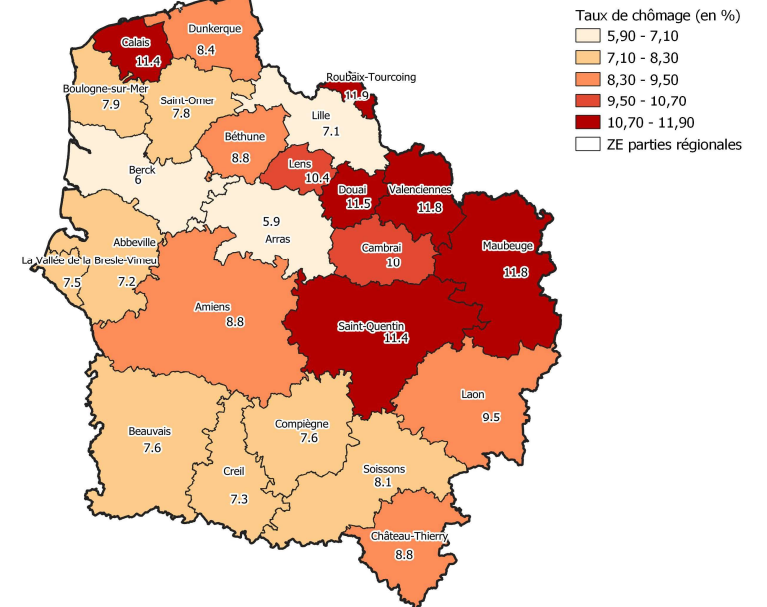 Taux de chômage (en %)
5,90 - 7,10
7,10 - 8,30
8,30 - 9,50
9,50 - 10,70
10,70 - 11,90
ZE parties régionales
Dunkerque
8.4
Calais
11.4
Roubaix-Tourcoing
11.9
Boulogne-sur-Mer
7.9
Saint-Omer
7.8
Lille
7.1
Béthune
8.8
Lens
10.4
Berck
6
Douai
11.5
Valenciennes
11.8
5.9
Arras
Abbeville
7.2
Cambrai
10
Maubeuge
11.8
La Vallée de la Bresle-Vimeu
7.5
Amiens
8.8
Saint-Quentin
11.4
Laon
9.5
Beauvais
7.6
Compiègne
7.6
Creil
7.3
Soissons
8.1
Château-Thierry
8.8